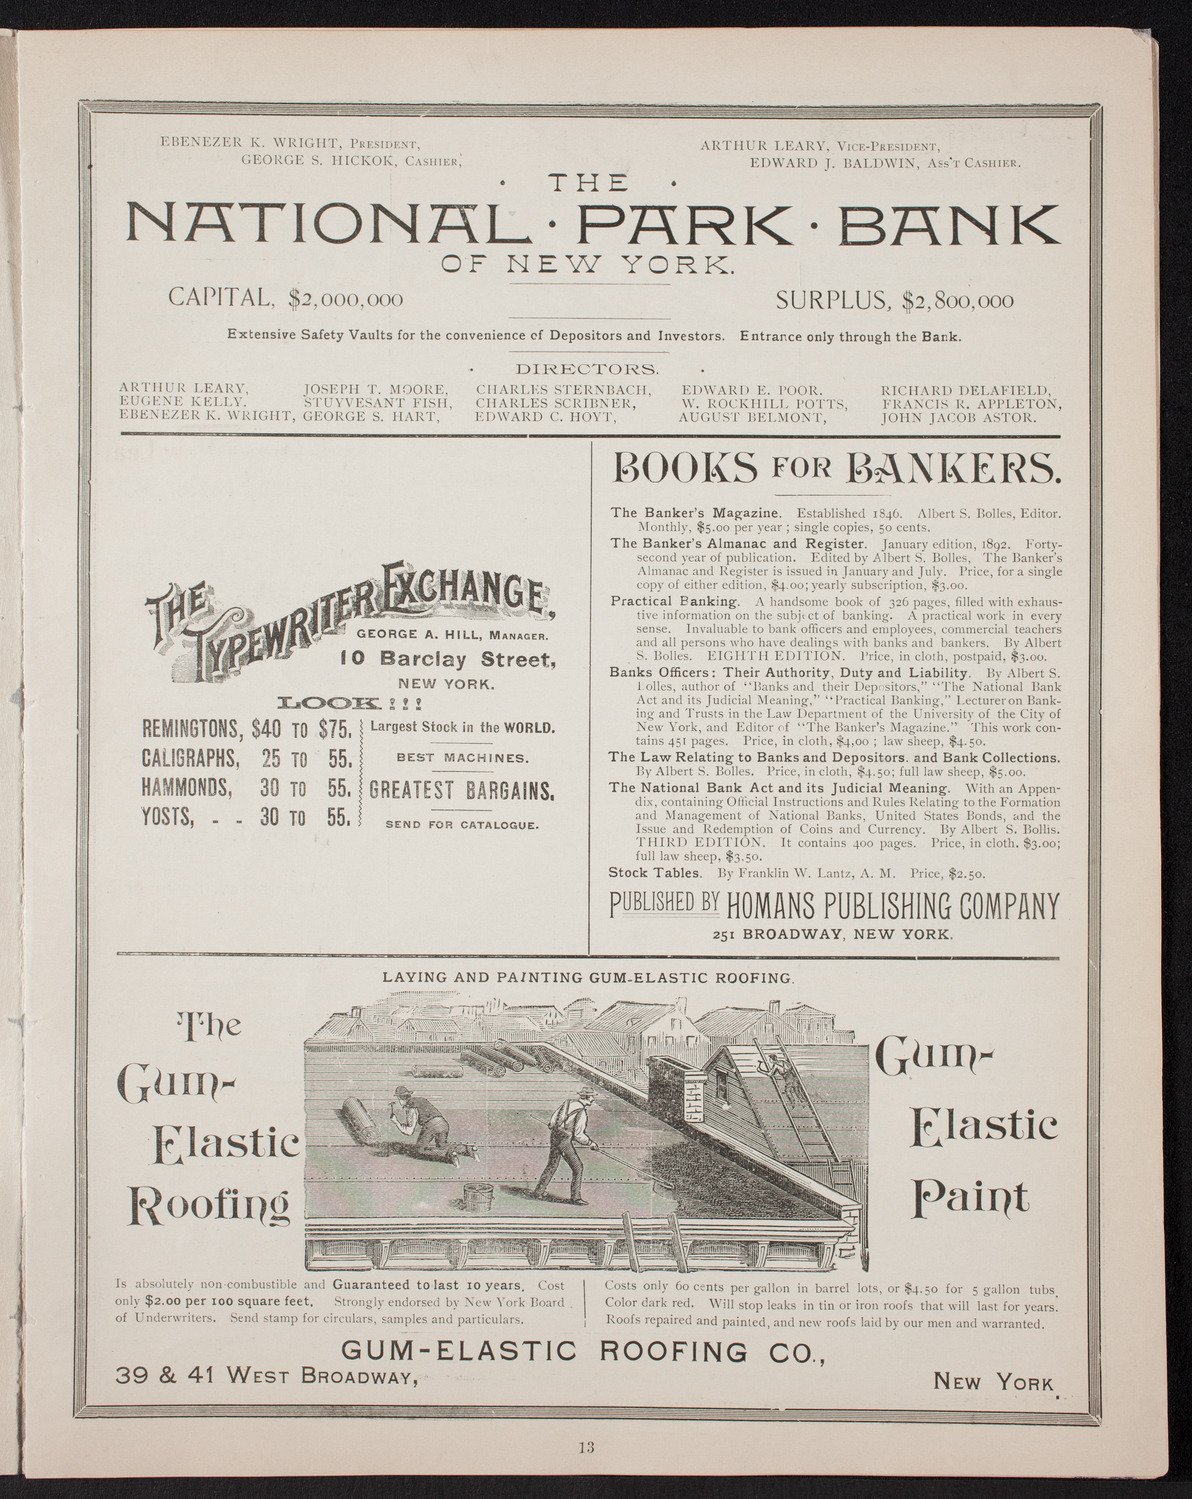 EBENEZER K. WRIGHT, PRESIDENT,
GEORGE S. HICKOK, CASHIER,
ARTHUR LEARY, VICE-PRESIDENT,
EDWARD J. BALDWIN, ASS'T CASHIER.
· THE ·
NATIONAL · PARK · BANK
OF NEW YORK.
CAPITAL, $2,000,000
SURPLUS, $2,800,000
Extensive Safety Vaults for the convenience of Depositors and Investors. Entrance only through the Bank.
· DIRECTORS. ·
ARTHUR LEARY, JOSEPH T. MOORE, CHARLES STERNBACH, EDWARD E. POOR, RICHARD DELAFIELD,
EUGENE KELLY, STUYVESANT FISH, CHARLES SCRIBNER, W. ROCKHILL POTTS, FRANCIS R. APPLETON,
EBENEZER K. WRIGHT, GEORGE S. HART, EDWARD C. HOYT, AUGUST BELMONT, JOHN JACOB ASTOR.
THE
TYPEWRITER EXCHANGE,
GEORGE A. HILL, MANAGER.
10 Barclay Street,
NEW YORK.
LOOK!!!
REMINGTONS, $40 TO $75,
CALIGRAPHS, 25 TO 55,
HAMMONDS, 30 TO 55.
YOSTS, - - 30 TO 55.
Largest Stock in the WORLD.
BEST MACHINES.
GREATEST BARGAINS.
SEND FOR CATALOGUE.
BOOKS FOR BANKERS.
The Banker's Magazine. Established 1846. Albert S. Bolles, Editor.
Monthly, $5.00 per year; single copies, 50 cents.
The Banker's Almanac and Register. January edition, 1892. Forty-
second year of publication. Edited by Albert S. Bolles, The Banker's
Almanac and Register is issued in January and July. Price, for a single
copy of either edition, $4.00; yearly subscription, $3.00.
Practical Banking. A handsome book of 326 pages, filled with exhaus-
tive information on the subject of banking. A practical work in every
sense. Invaluable to bank officers and employees, commercial teachers
and all persons who have dealings with banks and bankers. By Albert
S. Bolles. EIGHTH EDITION. Price, in cloth, postpaid, $3.00.
Banks Officers: Their Authority, Duty and Liability. By Albert S.
Lolles, author of "Banks and their Depositors," "The National Bank
Act and its Judicial Meaning," "Practical Banking," Lecturer on Bank-
ing and Trusts in the Law Department of the University of the City of
New York, and Editor of "The Banker's Magazine." This work con-
tains 451 pages. Price, in cloth, $4,00; law sheep, $4.50.
The Law Relating to Banks and Depositors, and Bank Collections.
By Albert S. Bolles. Price, in cloth, $4.50; full law sheep, $5.00.
The National Bank Act and its Judicial Meaning. With an Appen-
dix, containing Official Instructions and Rules Relating to the Formation
and Management of National Banks, United States Bonds, and the
Issue and Redemption of Coins and Currency. By Albert S. Bollis.
THIRD EDITION. It contains 400 pages. Price, in cloth, $3.00;
full law sheep, $3.50.
Stock Tables. By Franklin W. Lantz, A. M. Price, $2.50.
PUBLISHED BY HOMANS PUBLISHING COMPANY
251 BROADWAY, NEW YORK.
LAYING AND PAINTING GUM-ELASTIC ROOFING.
The
Gum-
Elastic
Roofing
Gum-
Elastic
Paint
Is absolutely non-combustible and Guaranteed to last 10 years, Cost
only $2.00 per 100 square feet, Strongly endorsed by New York Board
of Underwriters. Send stamp for circulars, samples and particulars.
Costs only 60 cents per gallon in barrel lots, or $4.50 for 5 gallon tubs.
Color dark red. Will stop leaks in tin or iron roofs that will last for years.
Roofs repaired and painted, and new roofs laid by our men and warranted.
GUM-ELASTIC ROOFING CO.,
39 & 41 WEST BROADWAY,
NEW YORK.
13